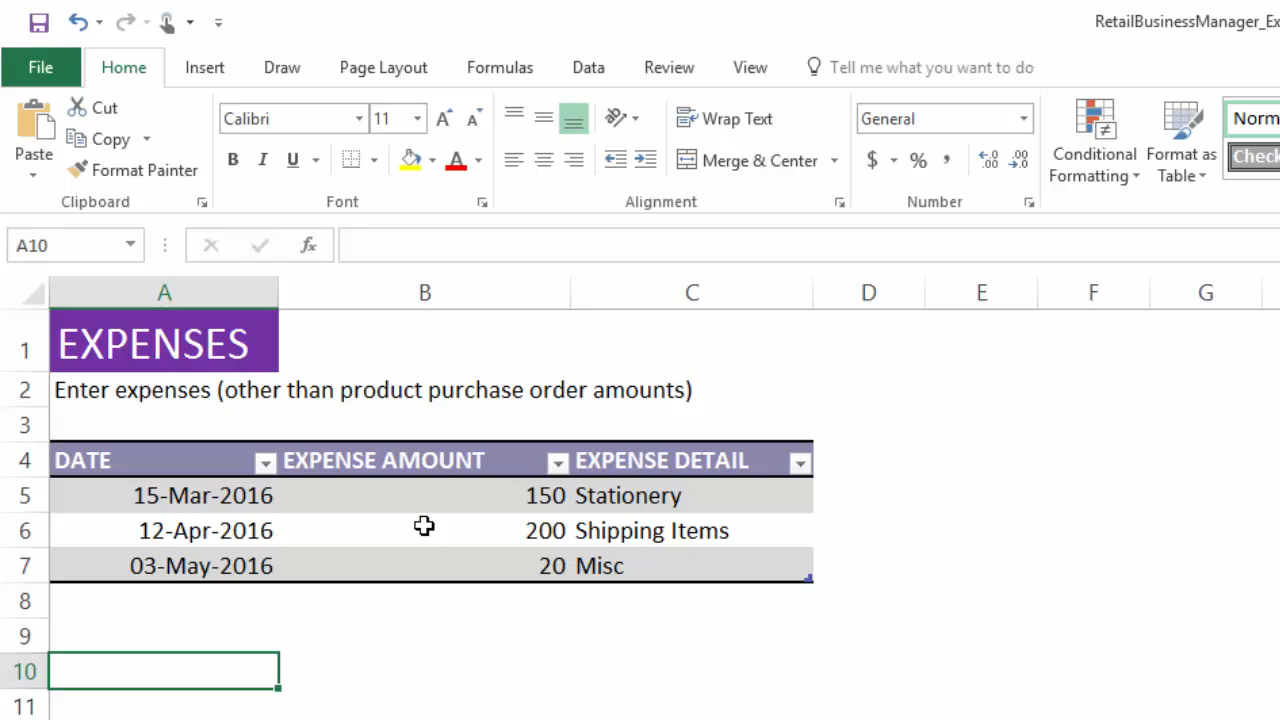 RetailBusinessManager_Ex
File Home Insert Draw Page Layout Formulas Data Review View Tell me what you want to do
Paste
Cut
Copy
Format Painter
Clipboard
Calibri 11
B I U A
Font
Wrap Text
Merge & Center
Alignment
General
$ %
Number
Conditional Formatting
Format as Table
Norm
Check
A10 fx
A B C D E F G
1 EXPENSES
2 Enter expenses (other than product purchase order amounts)
3
4 DATE EXPENSE AMOUNT EXPENSE DETAIL
5 15-Mar-2016 150 Stationery
6 12-Apr-2016 200 Shipping Items
7 03-May-2016 20 Misc
8
9
10
11